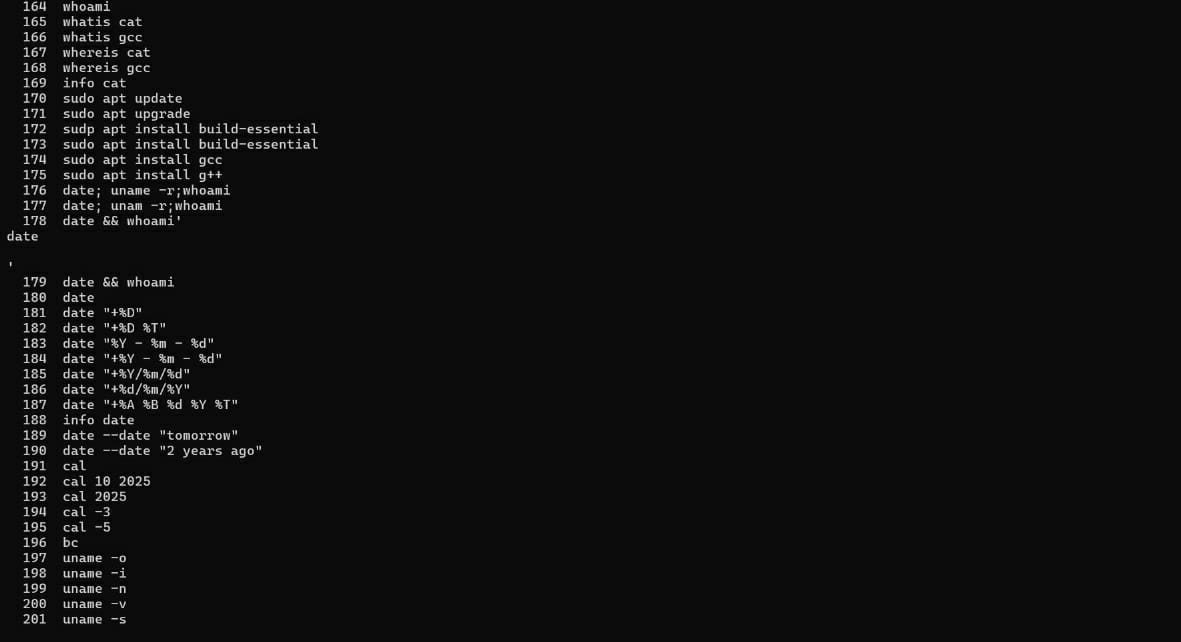 164  whoami
165  whatis cat
166  whatis gcc
167  whereis cat
168  whereis gcc
169  info cat
170  sudo apt update
171  sudo apt upgrade
172  sudp apt install build-essential
173  sudo apt install build-essential
174  sudo apt install gcc
175  sudo apt install g++
176  date; uname -r;whoami
177  date; unam -r;whoami
178  date && whoami'
date
'
179  date && whoami
180  date
181  date "+%D"
182  date "+%D %T"
183  date "%Y - %m - %d"
184  date "+%Y - %m - %d"
185  date "+%Y/%m/%d"
186  date "+%d/%m/%Y"
187  date "+%A %B %d %Y %T"
188  info date
189  date --date "tomorrow"
190  date --date "2 years ago"
191  cal
192  cal 10 2025
193  cal 2025
194  cal -3
195  cal -5
196  bc
197  uname -o
198  uname -i
199  uname -n
200  uname -v
201  uname -s